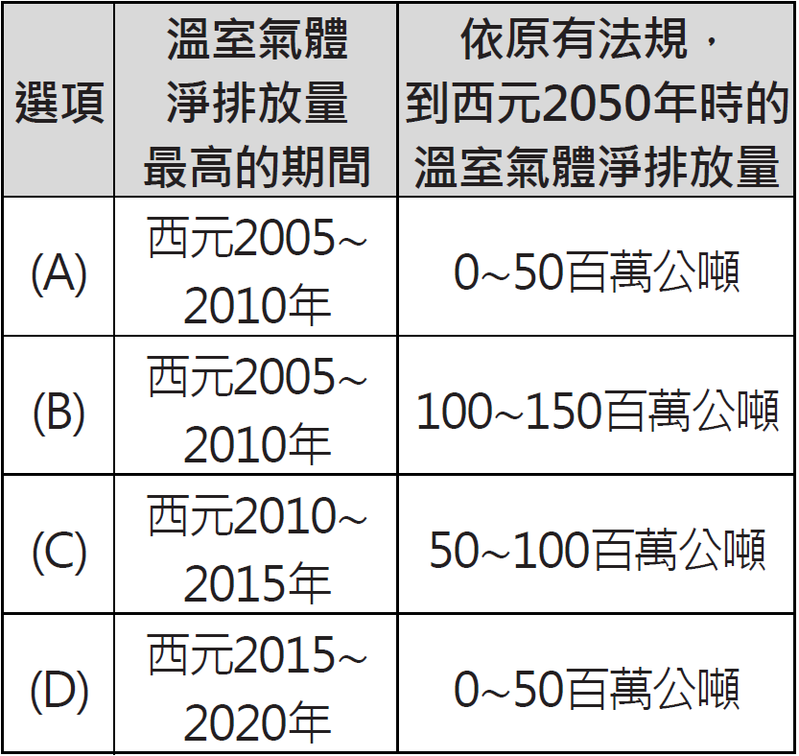 選項
溫室氣體
淨排放量
最高的期間
依原有法規，
到西元2050年時的
溫室氣體淨排放量
(A)
西元2005~
2010年
0~50百萬公噸
(B)
西元2005~
2010年
100~150百萬公噸
(C)
西元2010~
2015年
50~100百萬公噸
(D)
西元2015~
2020年
0~50百萬公噸